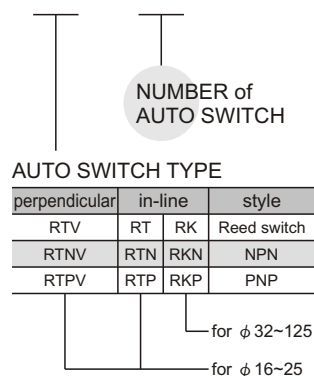 NUMBER of
AUTO SWITCH
AUTO SWITCH TYPE
perpendicular in-line style
RTV RT RK Reed switch
RTNV RTN RKN NPN
RTPV RTP RKP PNP
for φ 32~125
for φ 16~25